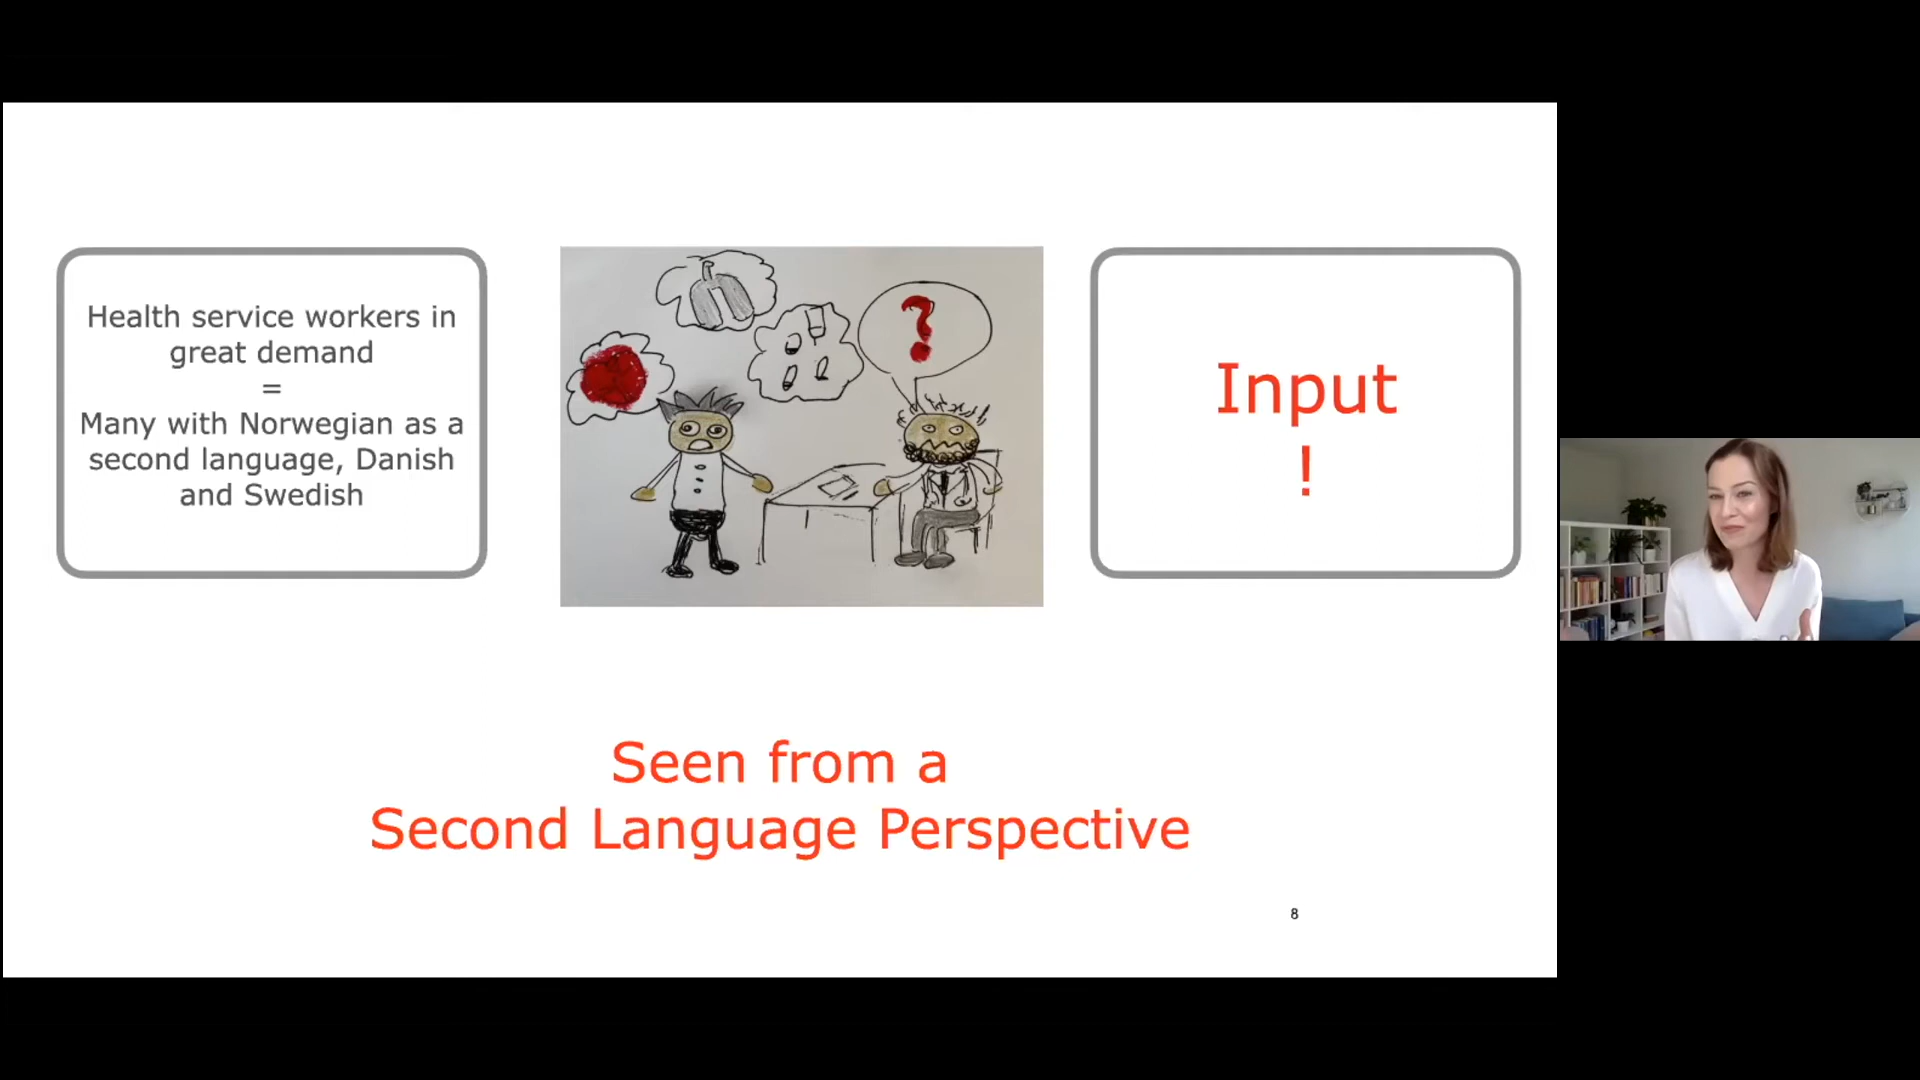 Health service workers in
great demand
=
Many with Norwegian as a
second language, Danish
and Swedish
?
Input
!
Seen from a
Second Language Perspective
8